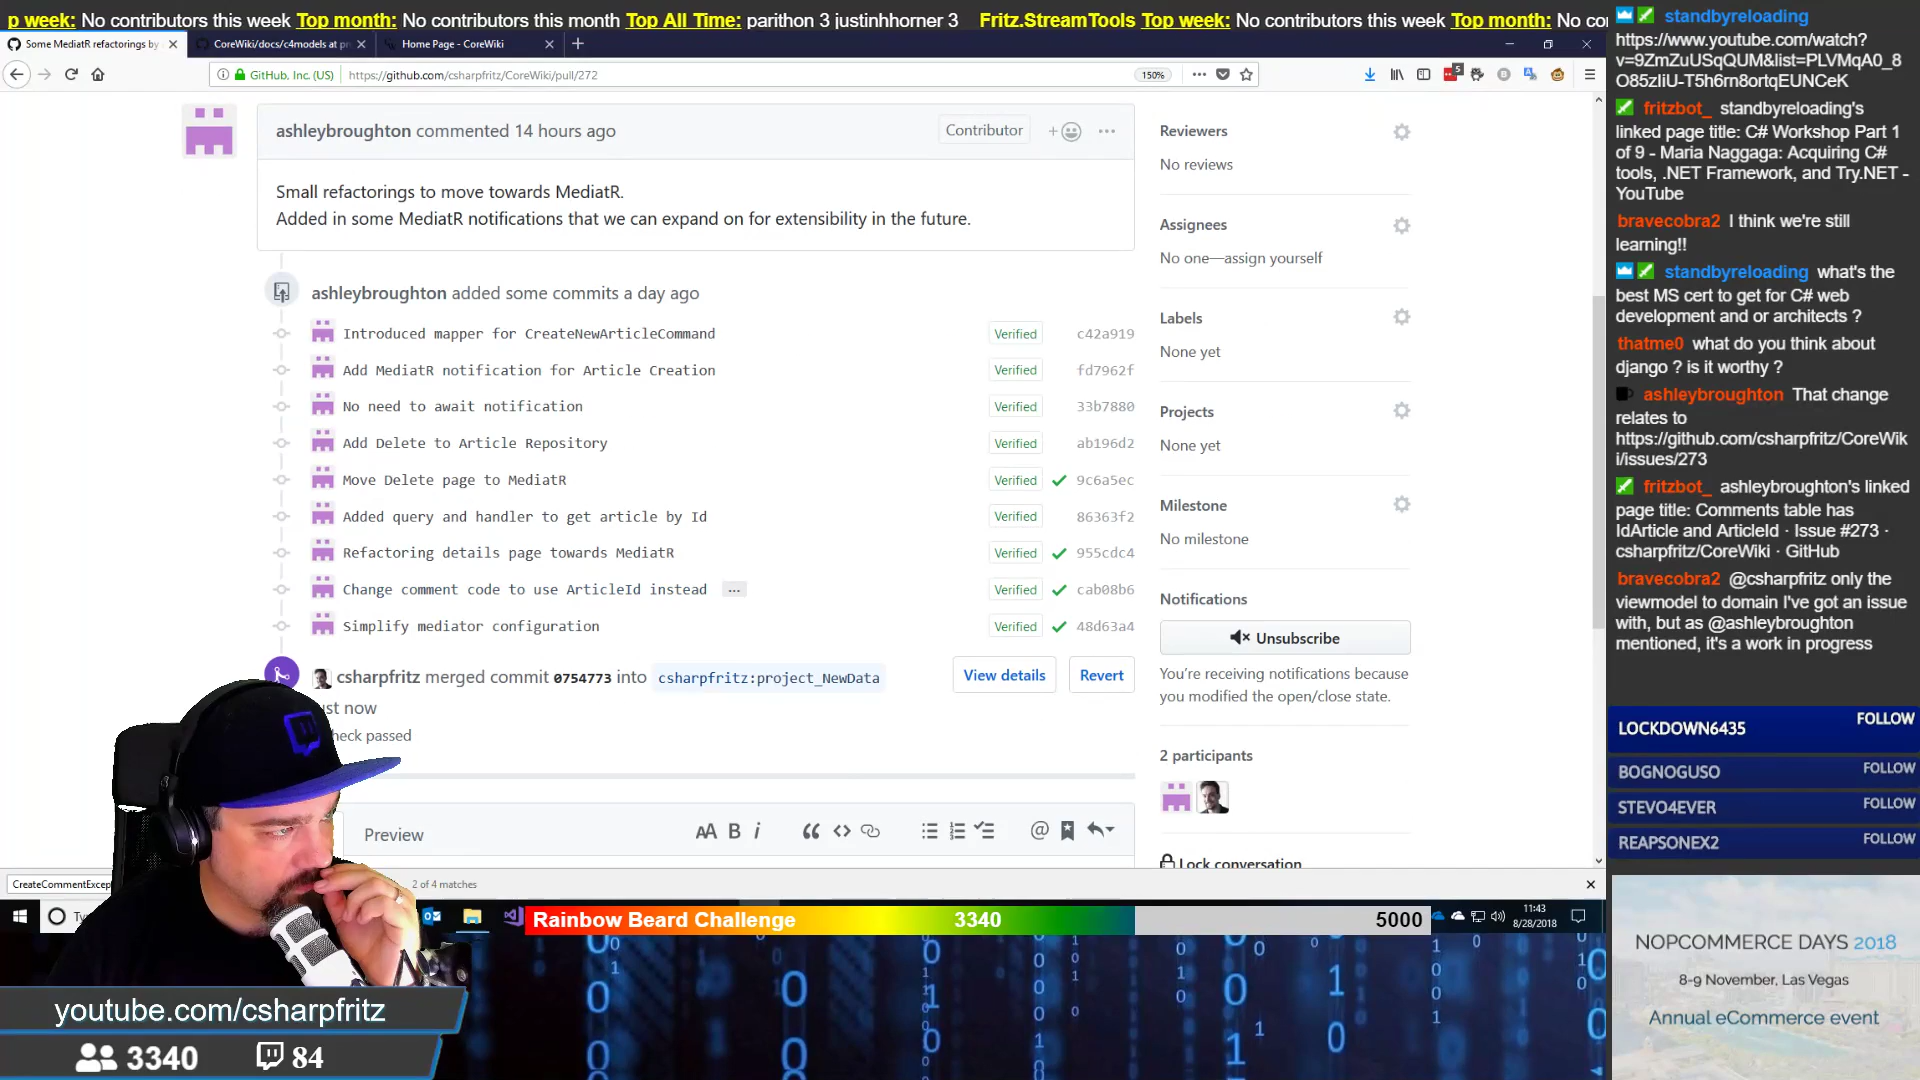 p week: No contributors this week Top month: No contributors this month Top All Time: parithon 3 justinhhorner 3 Fritz.StreamTools Top week: No contributors this week Top month: No co
Some MediatR refactorings by
CoreWiki/docs/c4models at pr
Home Page - CoreWiki
GitHub, Inc. (US)
https://github.com/csharpfritz/CoreWiki/pull/272
150%
5
ashleybroughton commented 14 hours ago
Contributor
Small refactorings to move towards MediatR.
Added in some MediatR notifications that we can expand on for extensibility in the future.
ashleybroughton added some commits a day ago
Introduced mapper for CreateNewArticleCommand Verified c42a919
Add MediatR notification for Article Creation Verified fd7962f
No need to await notification Verified 33b7880
Add Delete to Article Repository Verified ab196d2
Move Delete page to MediatR Verified 9c6a5ec
Added query and handler to get article by Id Verified 86363f2
Refactoring details page towards MediatR Verified 955cdc4
Change comment code to use ArticleId instead ... Verified cab08b6
Simplify mediator configuration Verified 48d63a4
csharpfritz merged commit 0754773 into csharpfritz:project_NewData
View details
Revert
ust now
heck passed
Preview
AA B i
Reviewers
No reviews
Assignees
No one—assign yourself
Labels
None yet
Projects
None yet
Milestone
No milestone
Notifications
Unsubscribe
You're receiving notifications because
you modified the open/close state.
2 participants
Lock conversation
CreateCommentExcep
2 of 4 matches
11:43
8/28/2018
Rainbow Beard Challenge 3340 5000
youtube.com/csharpfritz
3340 84
standbyreloading
https://www.youtube.com/watch?
v=9ZmZuUSqQUM&list=PLVMqA0_8
O85zliU-T5h6rn8ortqEUNCeK
fritzbot_ standbyreloading's
linked page title: C# Workshop Part 1
of 9 - Maria Naggaga: Acquiring C#
tools, .NET Framework, and Try.NET -
YouTube
bravecobra2 I think we're still
learning!!
standbyreloading what's the
best MS cert to get for C# web
development and or architects ?
thatme0 what do you think about
django ? is it worthy ?
ashleybroughton That change
relates to
https://github.com/csharpfritz/CoreWik
i/issues/273
fritzbot_ ashleybroughton's linked
page title: Comments table has
IdArticle and ArticleId · Issue #273 ·
csharpfritz/CoreWiki · GitHub
bravecobra2 @csharpfritz only the
viewmodel to domain I've got an issue
with, but as @ashleybroughton
mentioned, it's a work in progress
LOCKDOWN6435 FOLLOW
BOGNOGUSO FOLLOW
STEVO4EVER FOLLOW
REAPSONEX2 FOLLOW
NOPCOMMERCE DAYS 2018
8-9 November, Las Vegas
Annual eCommerce event